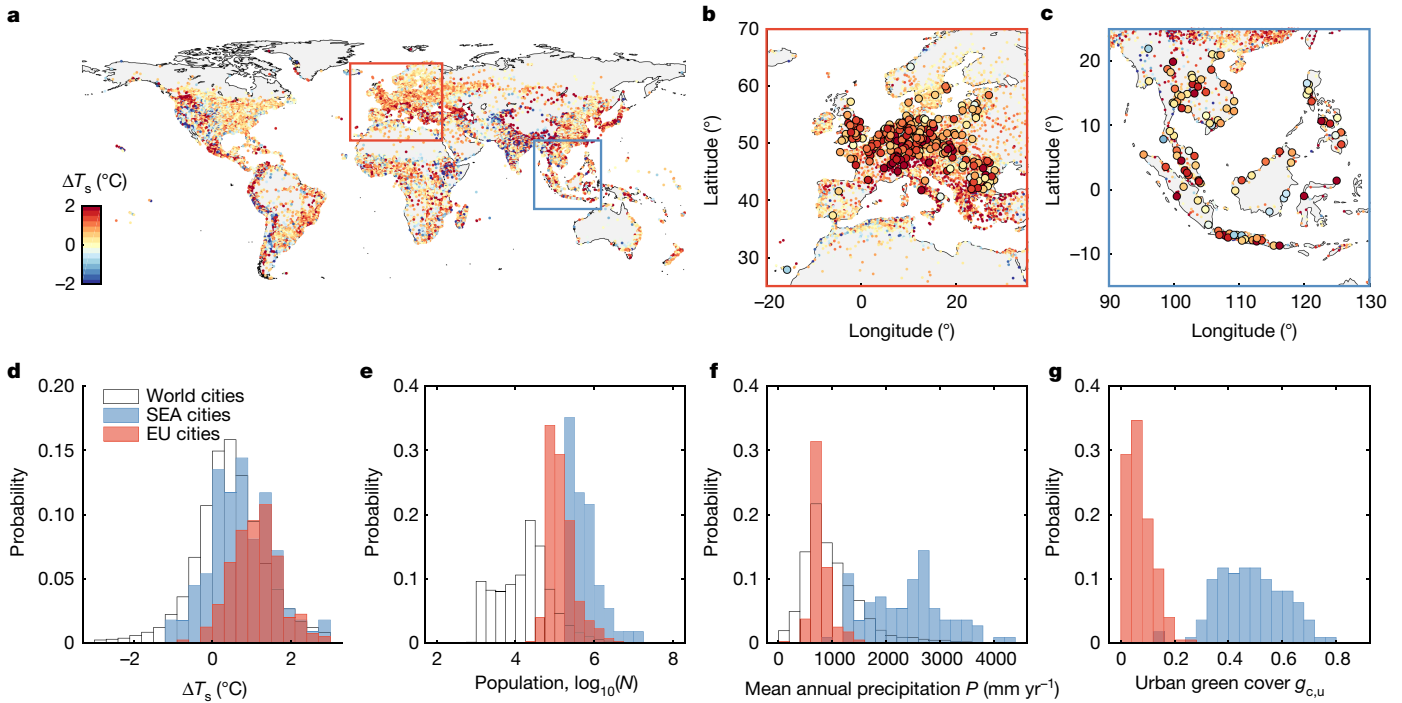 a
ΔTs (°C)
2
0
−2
b
70
60
50
40
30
Latitude (°)
−20
0
20
Longitude (°)
c
20
10
0
−10
Latitude (°)
90
100
110
120
130
Longitude (°)
d
0.20
0.15
0.10
0.05
0
Probability
World cities
SEA cities
EU cities
−2
0
2
ΔTs (°C)
e
0.4
0.3
0.2
0.1
0
Probability
2
4
6
8
Population, log10(N)
f
0.4
0.3
0.2
0.1
0
Probability
0
1000
2000
3000
4000
Mean annual precipitation P (mm yr−1)
g
0.4
0.3
0.2
0.1
0
Probability
0
0.2
0.4
0.6
0.8
Urban green cover gc,u